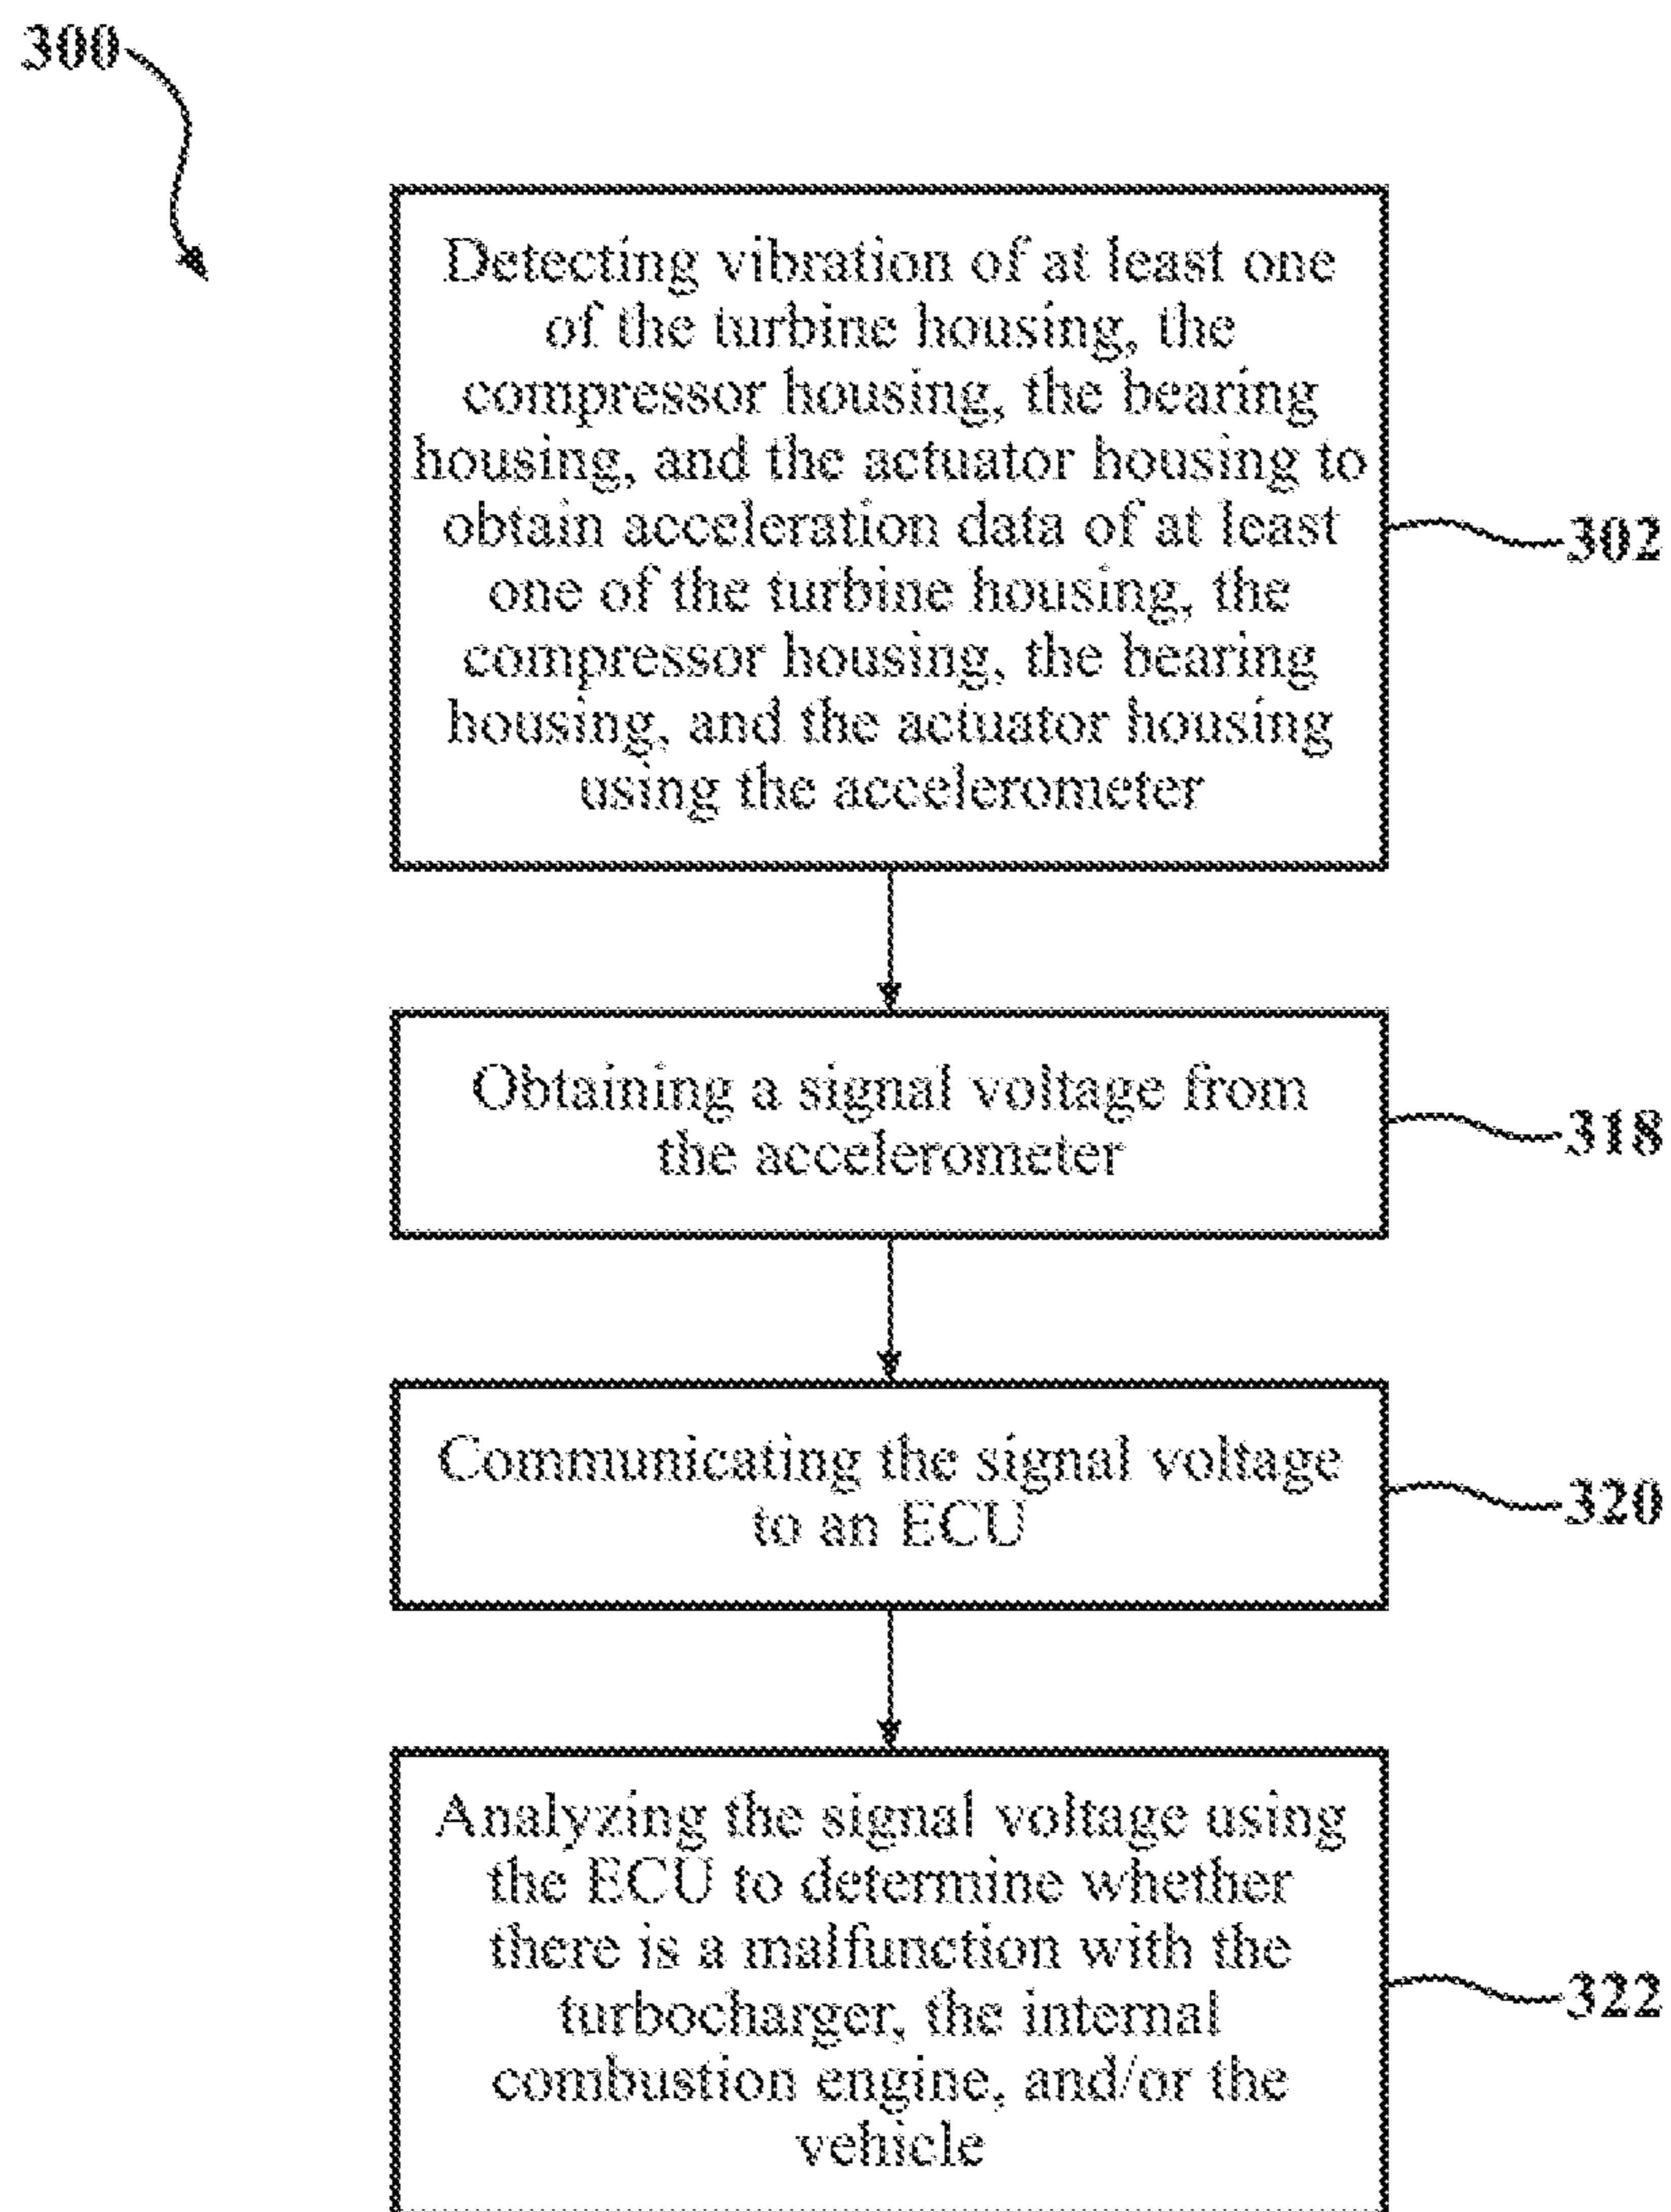 300
Detecting vibration of at least one
of the turbine housing, the
compressor housing, the bearing
housing, and the actuator housing to
obtain acceleration data of at least
one of the turbine housing, the
compressor housing, the bearing
housing, and the actuator housing
using the accelerometer
302
Obtaining a signal voltage from
the accelerometer
318
Communicating the signal voltage
to an ECU
320
Analyzing the signal voltage using
the ECU to determine whether
there is a malfunction with the
turbocharger, the internal
combustion engine, and/or the
vehicle
322